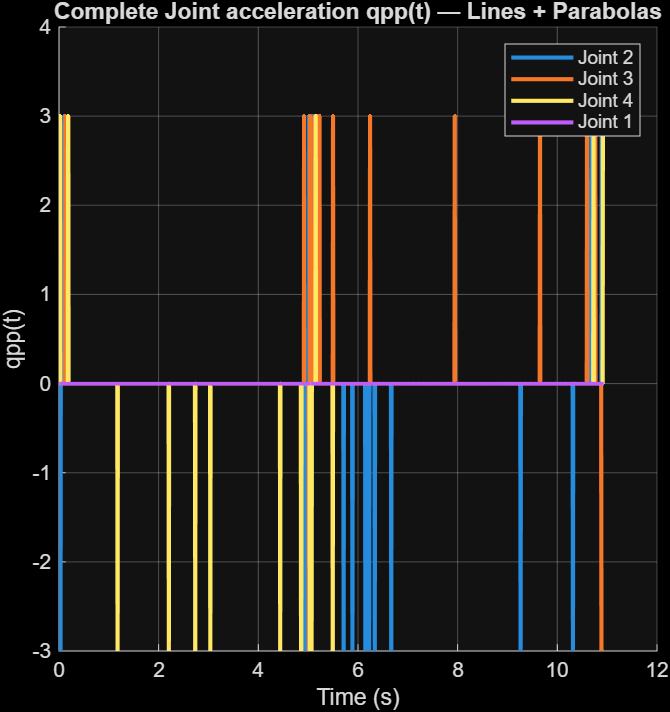 Complete Joint acceleration qpp(t) — Lines + Parabolas
Joint 2
Joint 3
Joint 4
Joint 1
4
3
2
1
0
-1
-2
-3
qpp(t)
0 2 4 6 8 10 12
Time (s)